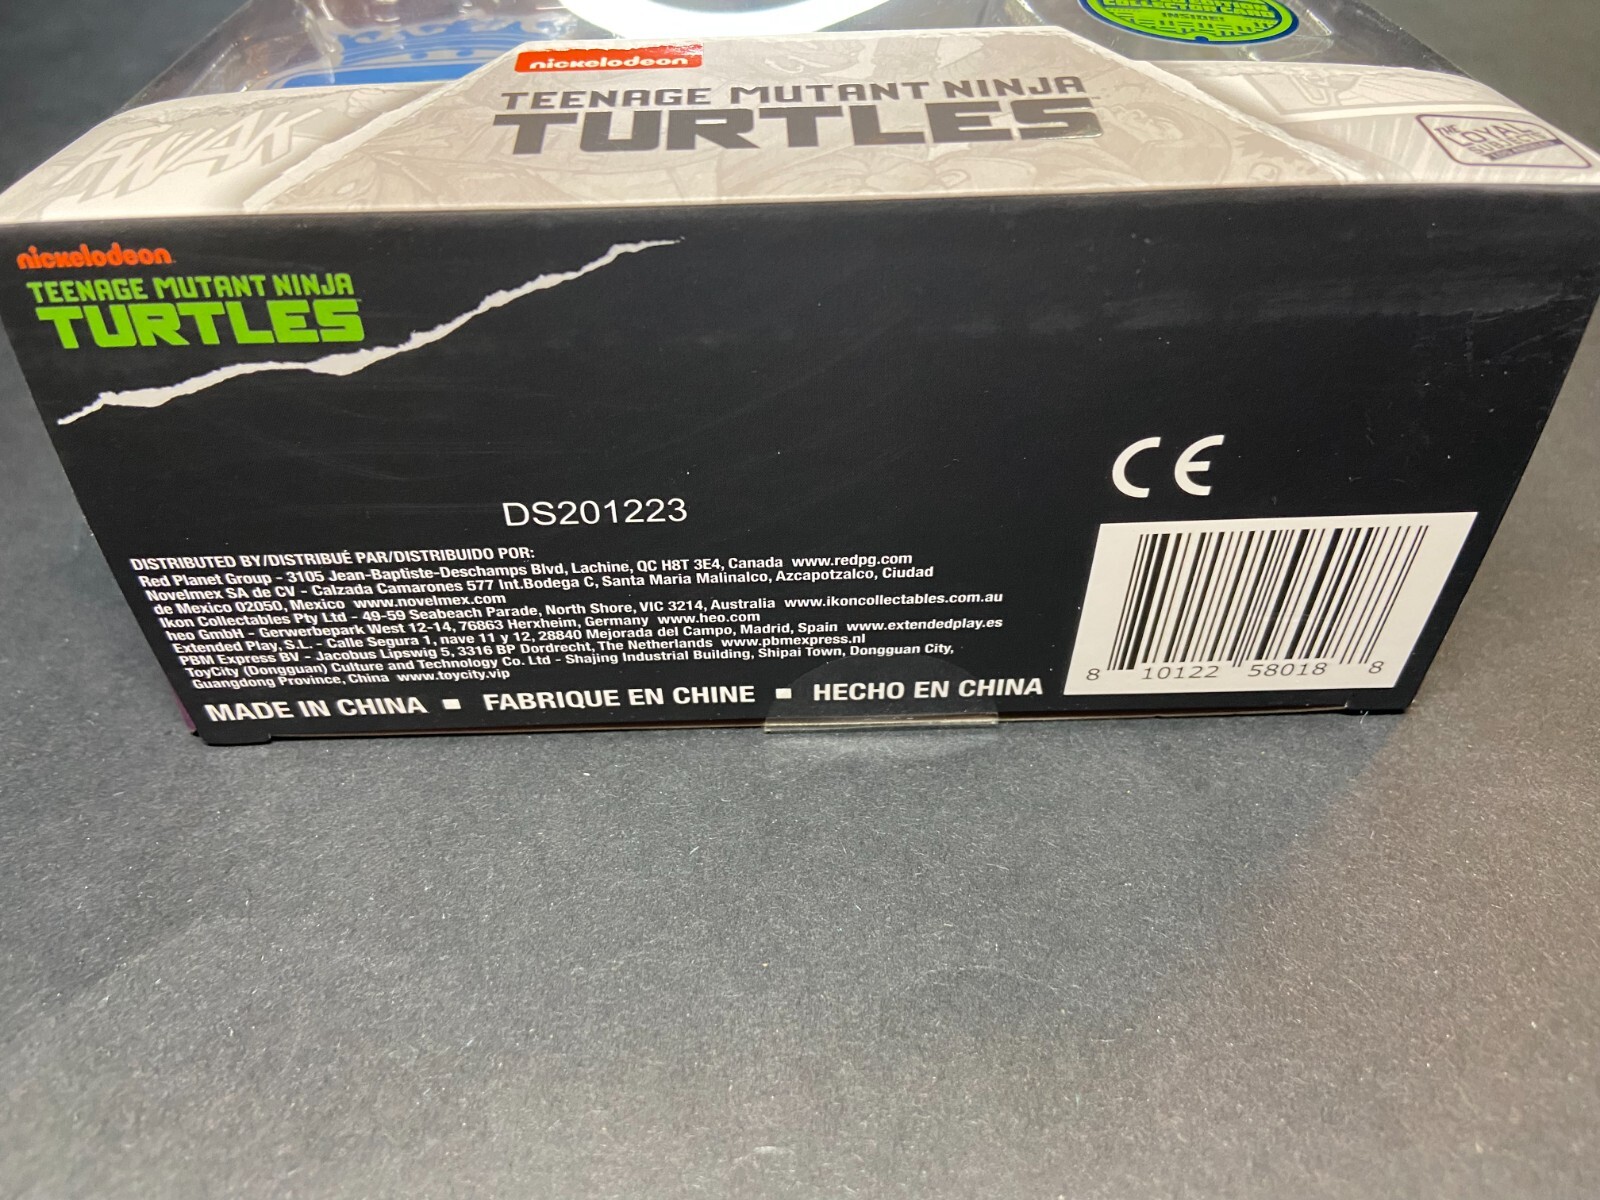 COLLECTOR CARD
INSIDE!
nickelodeon
TEENAGE MUTANT NINJA
TURTLES
FWAK
THE
LOYAL
SUBJECTS
nickelodeon
TEENAGE MUTANT NINJA
TURTLES
CE
DS201223
DISTRIBUTED BY/DISTRIBUÉ PAR/DISTRIBUIDO POR:
Red Planet Group - 3105 Jean-Baptiste-Deschamps Blvd, Lachine, QC H8T 3E4, Canada www.redpg.com
Novelmex SA de CV - Calzada Camarones 577 Int.Bodega C, Santa Maria Malinalco, Azcapotzalco, Ciudad
de Mexico 02050, Mexico www.novelmex.com
Ikon Collectables Pty Ltd - 49-59 Seabeach Parade, North Shore, VIC 3214, Australia www.ikoncollectables.com.au
heo GmbH - Gerwerbepark West 12-14, 76863 Herxheim, Germany www.heo.com
Extended Play, S.L. - Calle Segura 1, nave 11 y 12, 28840 Mejorada del Campo, Madrid, Spain www.extendedplay.es
PBM Express BV - Jacobus Lipswig 5, 3316 BP Dordrecht, The Netherlands www.pbmexpress.nl
ToyCity (Dongguan) Culture and Technology Co. Ltd - Shajing Industrial Building, Shipai Town, Dongguan City,
Guangdong Province, China www.toycity.vip
MADE IN CHINA ■ FABRIQUE EN CHINE ■ HECHO EN CHINA
8 10122 58018 8